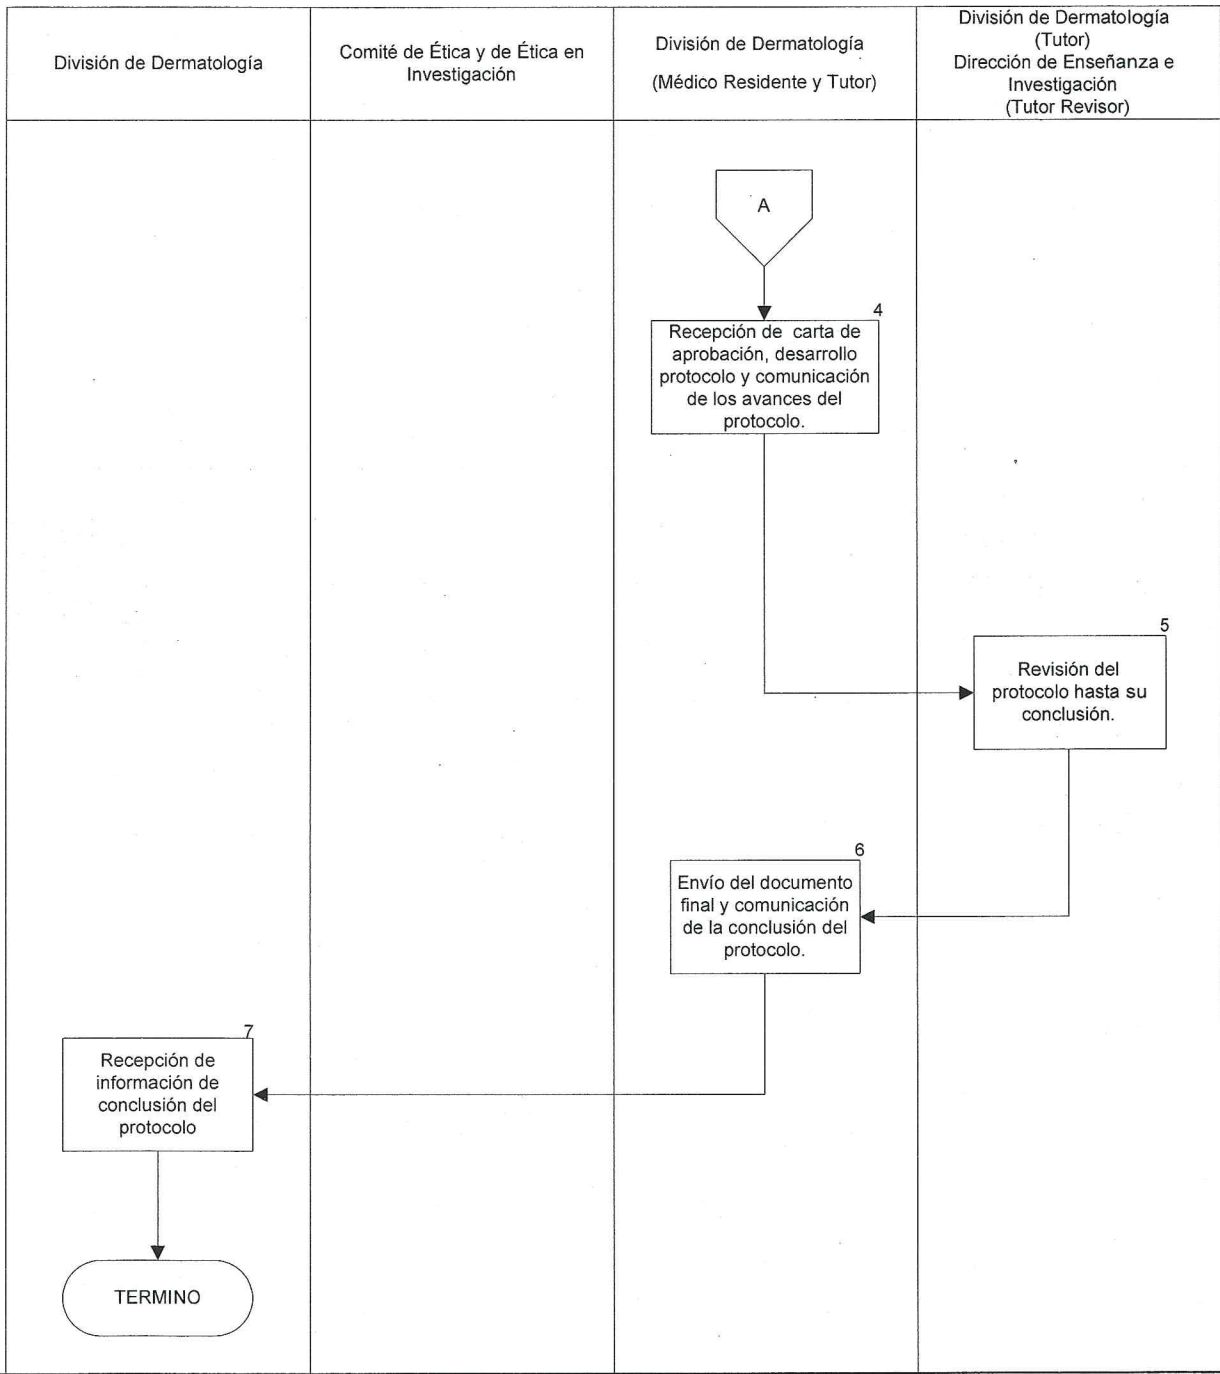 División de Dermatología
Comité de Ética y de Ética en
Investigación
División de Dermatología
(Médico Residente y Tutor)
División de Dermatología
(Tutor)
Dirección de Enseñanza e
Investigación
(Tutor Revisor)
A
4
Recepción de carta de
aprobación, desarrollo
protocolo y comunicación
de los avances del
protocolo.
5
Revisión del
protocolo hasta su
conclusión.
6
Envío del documento
final y comunicación
de la conclusión del
protocolo.
7
Recepción de
información de
conclusión del
protocolo
TERMINO